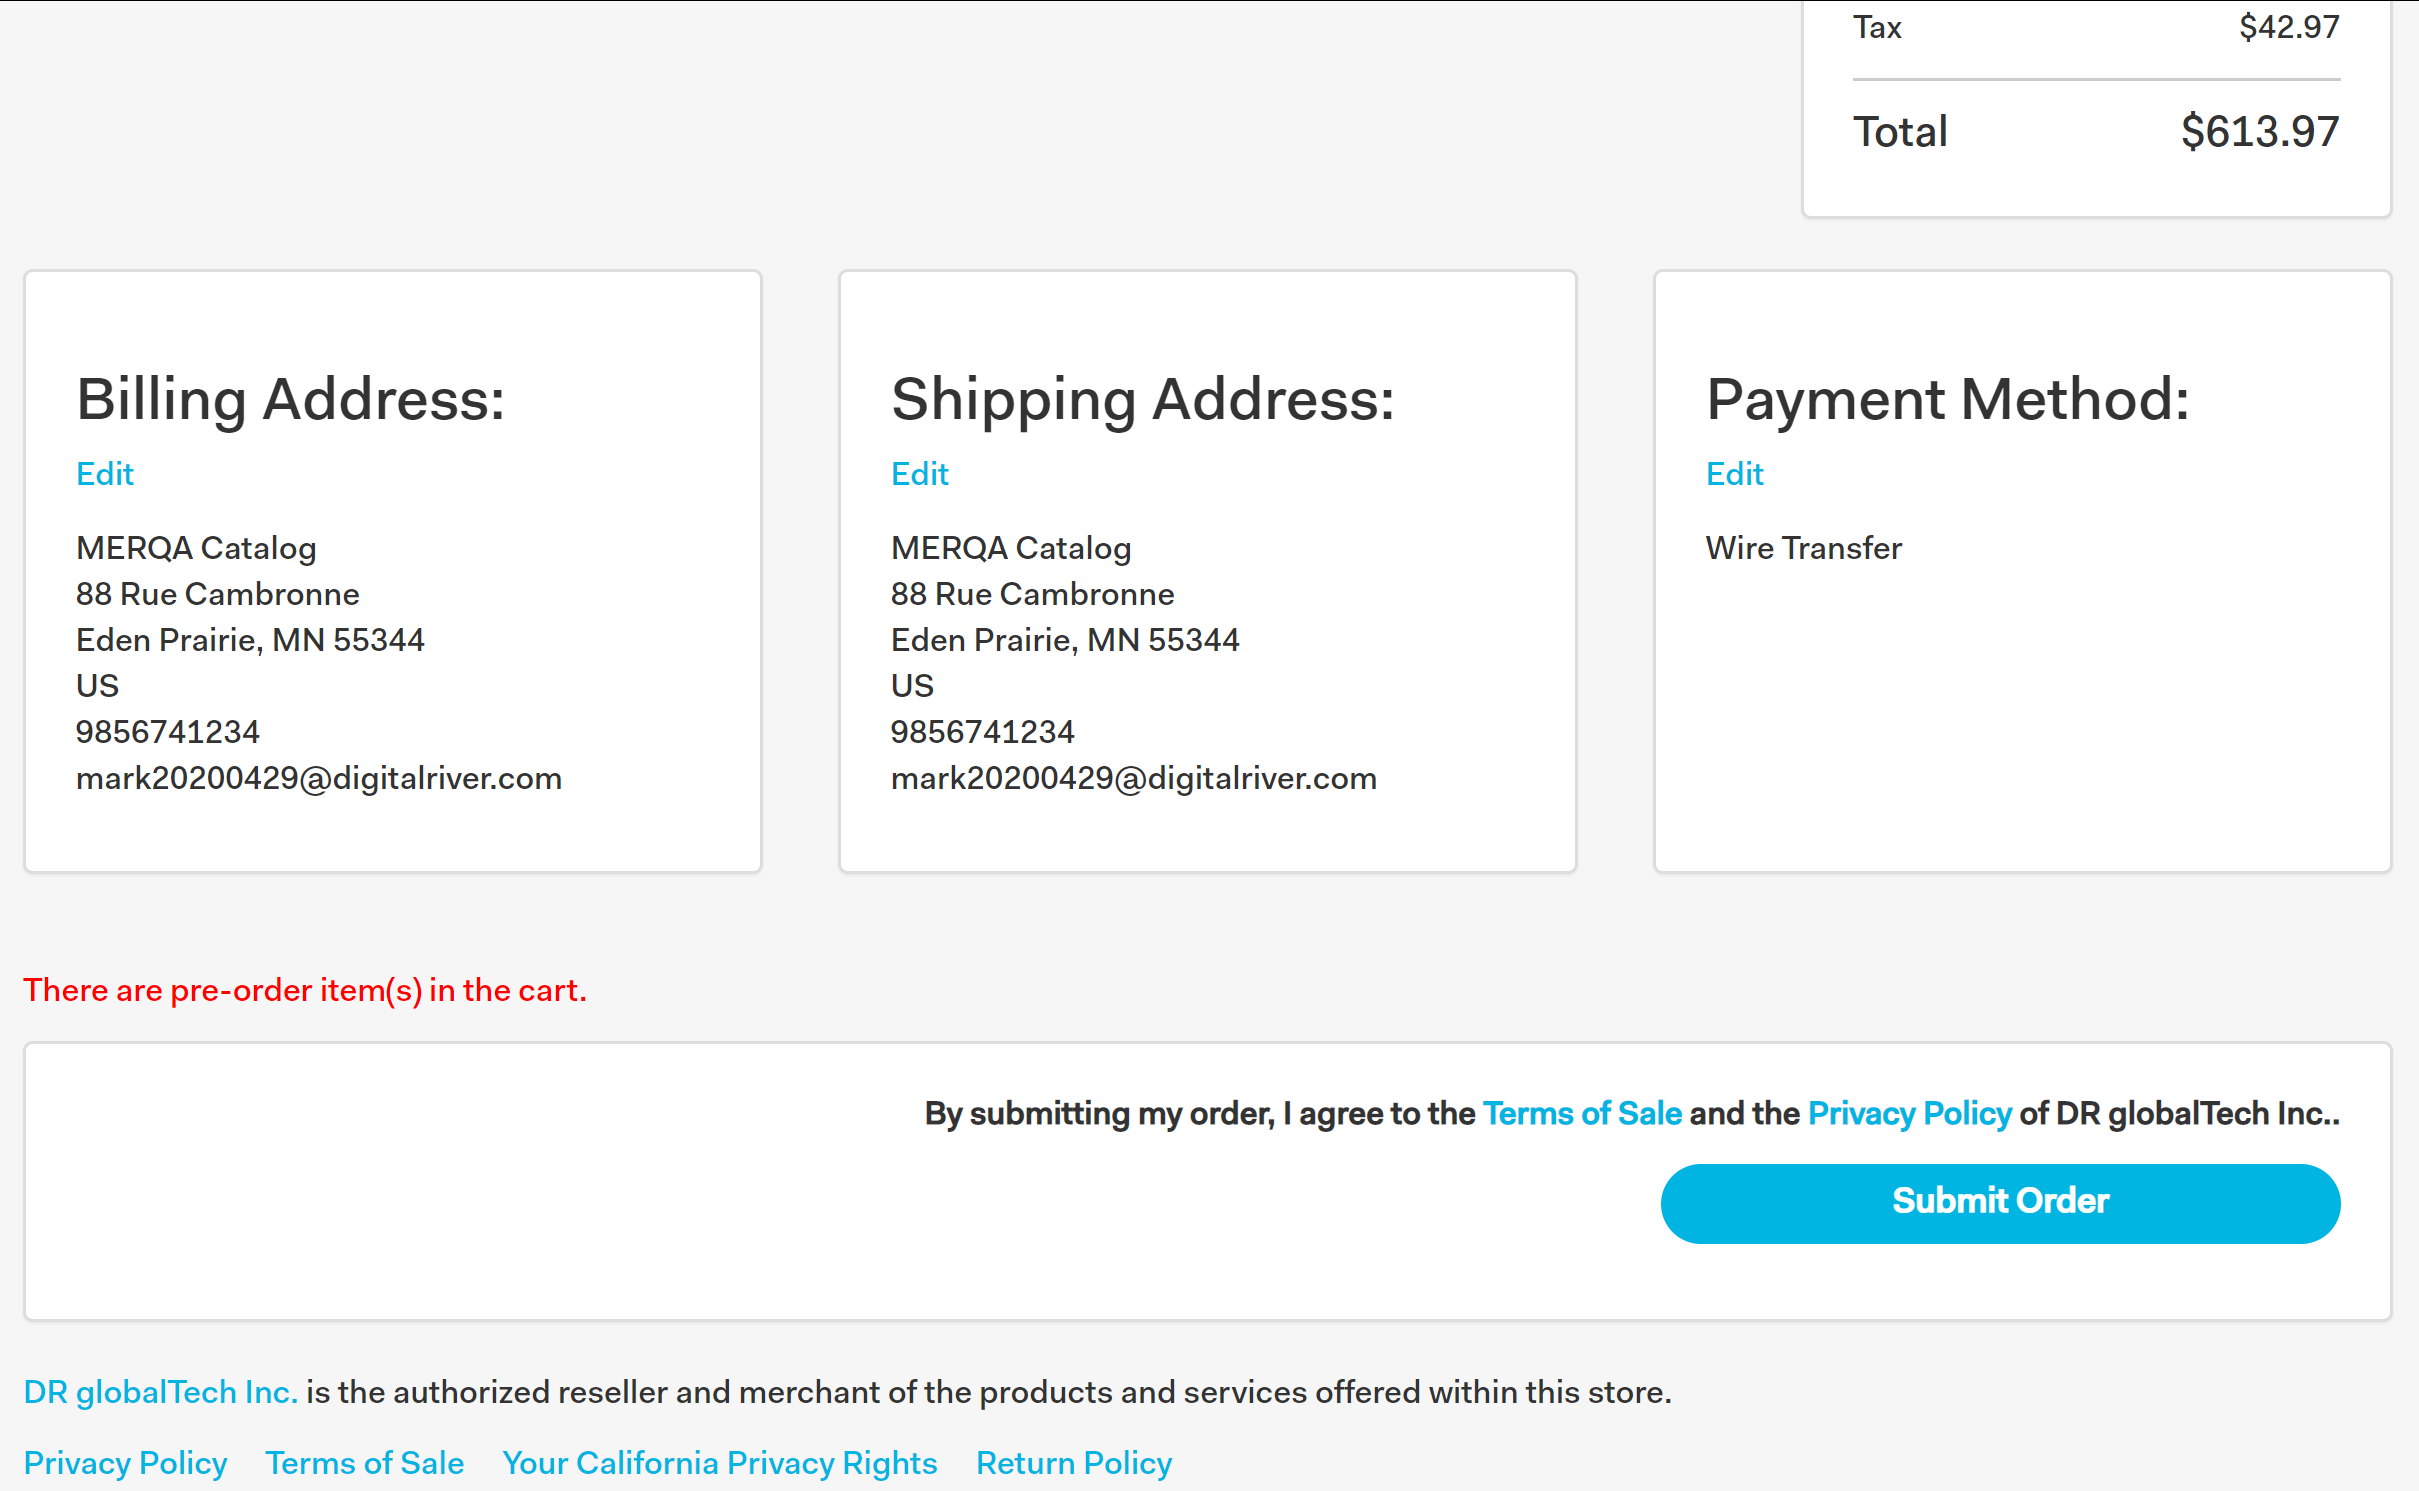 Tax $42.97
Total $613.97
Billing Address:
Edit
MERQA Catalog
88 Rue Cambronne
Eden Prairie, MN 55344
US
9856741234
mark20200429@digitalriver.com
Shipping Address:
Edit
MERQA Catalog
88 Rue Cambronne
Eden Prairie, MN 55344
US
9856741234
mark20200429@digitalriver.com
Payment Method:
Edit
Wire Transfer
There are pre-order item(s) in the cart.
By submitting my order, I agree to the Terms of Sale and the Privacy Policy of DR globalTech Inc..
Submit Order
DR globalTech Inc. is the authorized reseller and merchant of the products and services offered within this store.
Privacy Policy Terms of Sale Your California Privacy Rights Return Policy